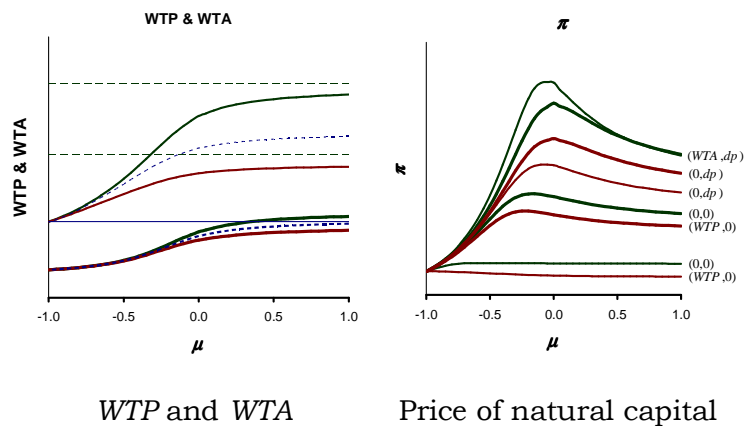 WTP & WTA
WTP & WTA
-1.0 -0.5 0.0 0.5 1.0
μ
WTP and WTA
π
π
(WTA,dp)
(0,dp)
(0,dp)
(0,0)
(WTP,0)
(0,0)
(WTP,0)
-1.0 -0.5 0.0 0.5 1.0
μ
Price of natural capital